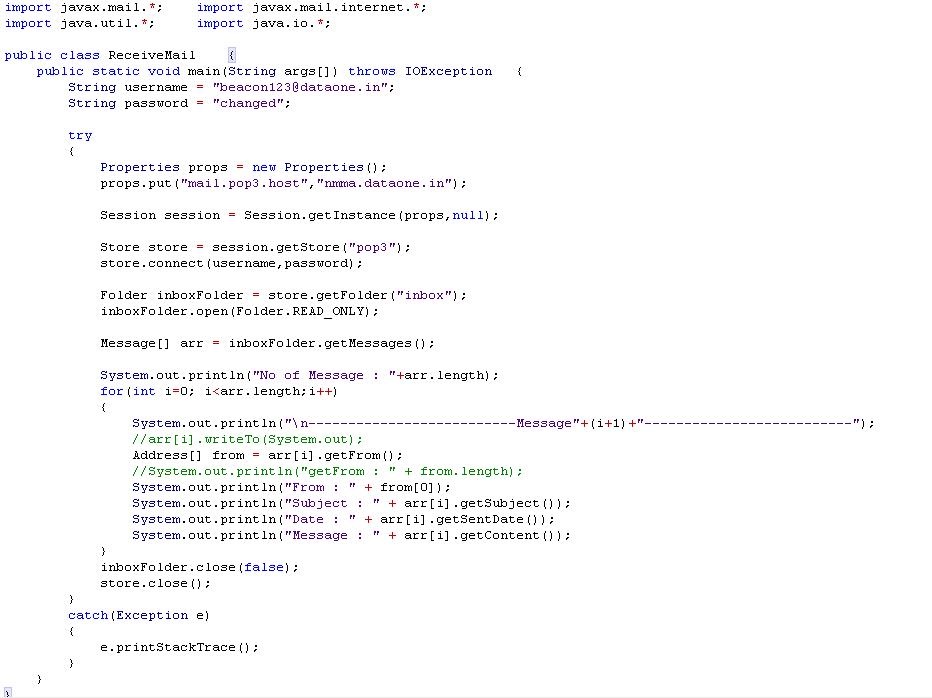 import javax.mail.*;    import javax.mail.internet.*;
import java.util.*;     import java.io.*;

public class ReceiveMail    {
    public static void main(String args[]) throws IOException   {
        String username = "beacon123@dataone.in";
        String password = "changed";

        try
        {
            Properties props = new Properties();
            props.put("mail.pop3.host","nmma.dataone.in");

            Session session = Session.getInstance(props,null);

            Store store = session.getStore("pop3");
            store.connect(username,password);

            Folder inboxFolder = store.getFolder("inbox");
            inboxFolder.open(Folder.READ_ONLY);

            Message[] arr = inboxFolder.getMessages();

            System.out.println("No of Message : "+arr.length);
            for(int i=0; i<arr.length;i++)
            {
                System.out.println("\n--------------------------Message"+(i+1)+"--------------------------");
                //arr[i].writeTo(System.out);
                Address[] from = arr[i].getFrom();
                //System.out.println("getFrom : " + from.length);
                System.out.println("From : " + from[0]);
                System.out.println("Subject : " + arr[i].getSubject());
                System.out.println("Date : " + arr[i].getSentDate());
                System.out.println("Message : " + arr[i].getContent());
            }
            inboxFolder.close(false);
            store.close();
        }
        catch(Exception e)
        {
            e.printStackTrace();
        }
    }
}